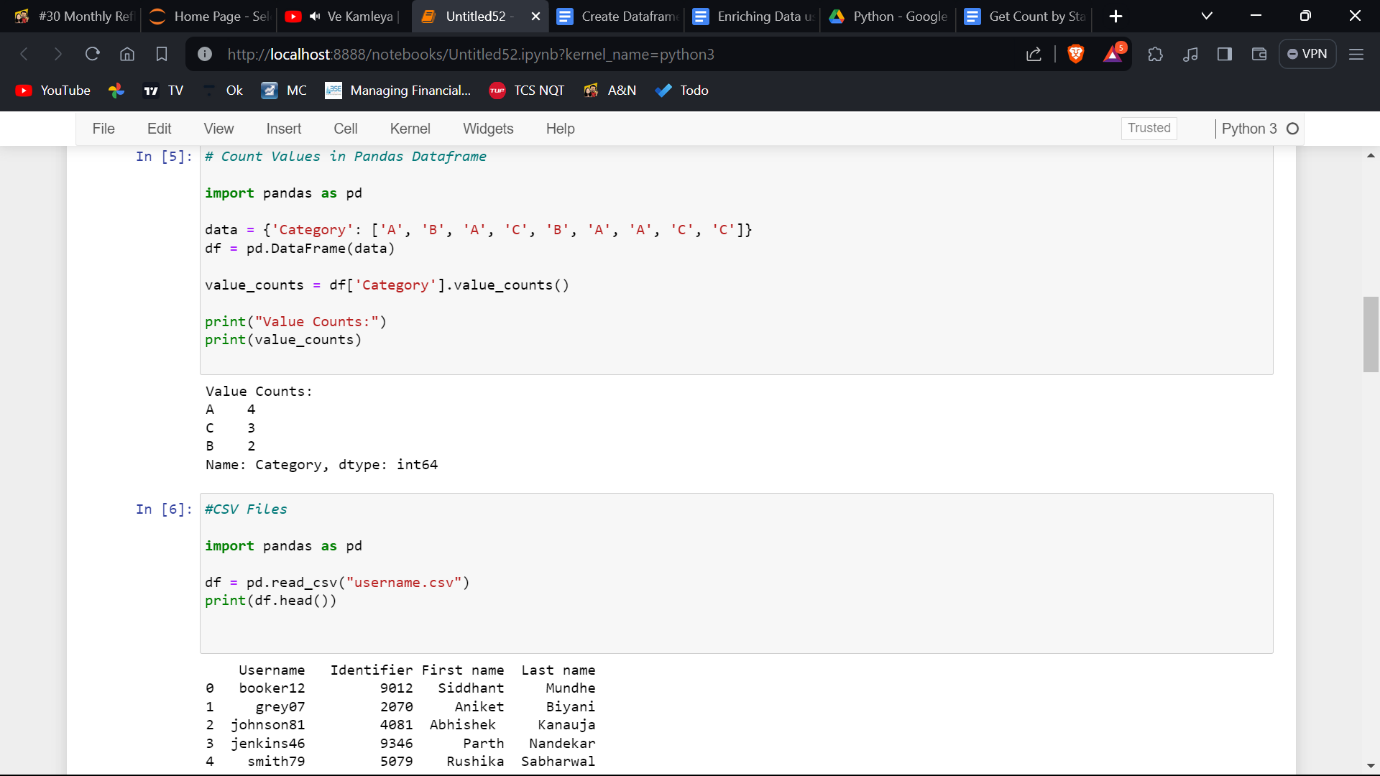 #30 Monthly Ref
Home Page - Sel
Ve Kamleya
Untitled52 -
Create Dataframe
Enriching Data us
Python - Google
Get Count by Sta
http://localhost:8888/notebooks/Untitled52.ipynb?kernel_name=python3
5
VPN
YouTube
TV
Ok
MC
Managing Financial...
TCS NQT
A&N
Todo
File Edit View Insert Cell Kernel Widgets Help
Trusted
Python 3
In [5]: # Count Values in Pandas Dataframe
import pandas as pd
data = {'Category': ['A', 'B', 'A', 'C', 'B', 'A', 'A', 'C', 'C']}
df = pd.DataFrame(data)
value_counts = df['Category'].value_counts()
print("Value Counts:")
print(value_counts)
Value Counts:
A    4
C    3
B    2
Name: Category, dtype: int64
In [6]: #CSV Files
import pandas as pd
df = pd.read_csv("username.csv")
print(df.head())
    Username   Identifier First name  Last name
0   booker12         9012   Siddhant     Mundhe
1     grey07         2070     Aniket     Biyani
2  johnson81         4081  Abhishek     Kanauja
3  jenkins46         9346      Parth   Nandekar
4    smith79         5079    Rushika  Sabharwal